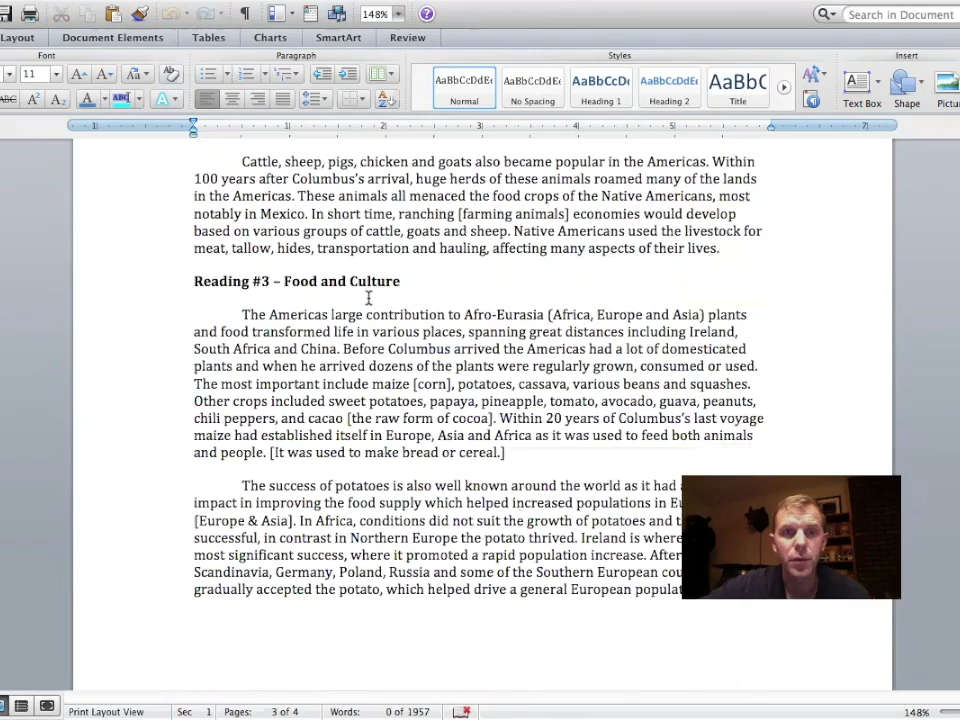 148%
Search in Document
Layout
Document Elements
Tables
Charts
SmartArt
Review
Font
Paragraph
Styles
Insert
11
Aa
AaBbCcDdEe
AaBbCcDdEe
AaBbCcDc
AaBbCcDdEe
AaBbC
Normal
No Spacing
Heading 1
Heading 2
Title
Text Box
Shape
ABC
A2
A2
ABC
1
1
2
3
4
5
7
Cattle, sheep, pigs, chicken and goats also became popular in the Americas. Within
100 years after Columbus's arrival, huge herds of these animals roamed many of the lands
in the Americas. These animals all menaced the food crops of the Native Americans, most
notably in Mexico. In short time, ranching [farming animals] economies would develop
based on various groups of cattle, goats and sheep. Native Americans used the livestock for
meat, tallow, hides, transportation and hauling, affecting many aspects of their lives.
Reading #3 – Food and Culture
The Americas large contribution to Afro-Eurasia (Africa, Europe and Asia) plants
and food transformed life in various places, spanning great distances including Ireland,
South Africa and China. Before Columbus arrived the Americas had a lot of domesticated
plants and when he arrived dozens of the plants were regularly grown, consumed or used.
The most important include maize [corn], potatoes, cassava, various beans and squashes.
Other crops included sweet potatoes, papaya, pineapple, tomato, avocado, guava, peanuts,
chili peppers, and cacao [the raw form of cocoa]. Within 20 years of Columbus's last voyage
maize had established itself in Europe, Asia and Africa as it was used to feed both animals
and people. [It was used to make bread or cereal.]
The success of potatoes is also well known around the world as it had
impact in improving the food supply which helped increased populations in
[Europe & Asia]. In Africa, conditions did not suit the growth of potatoes and
successful, in contrast in Northern Europe the potato thrived. Ireland is where
most significant success, where it promoted a rapid population increase. After
Scandinavia, Germany, Poland, Russia and some of the Southern European
gradually accepted the potato, which helped drive a general European
Print Layout View
Sec 1
Pages: 3 of 4
Words: 0 of 1957
148%